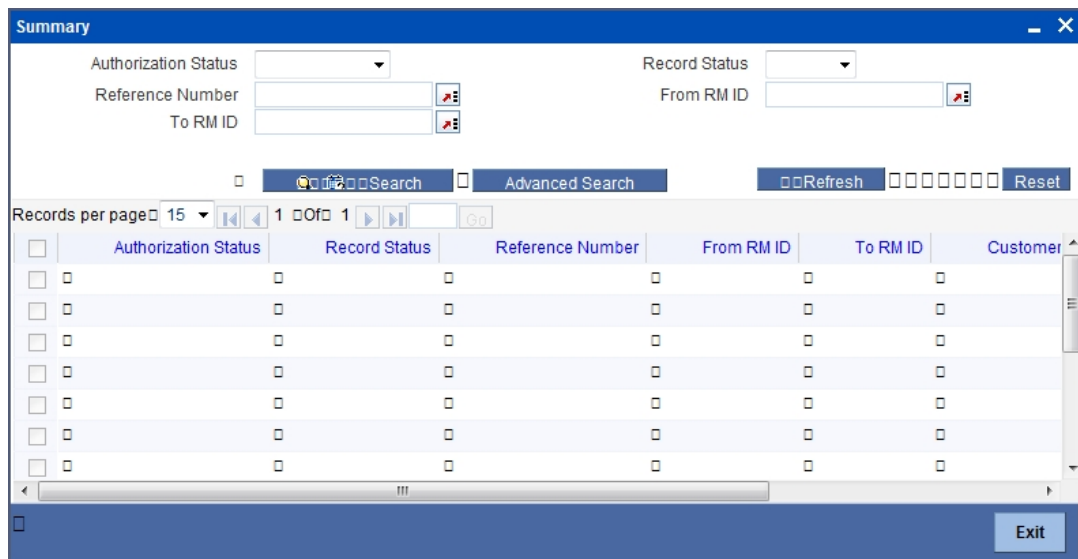 Summary
Authorization Status Record Status
Reference Number From RM ID
To RM ID
Search Advanced Search Refresh Reset
Records per page 15 1 Of 1 Go
Authorization Status Record Status Reference Number From RM ID To RM ID Customer
Exit